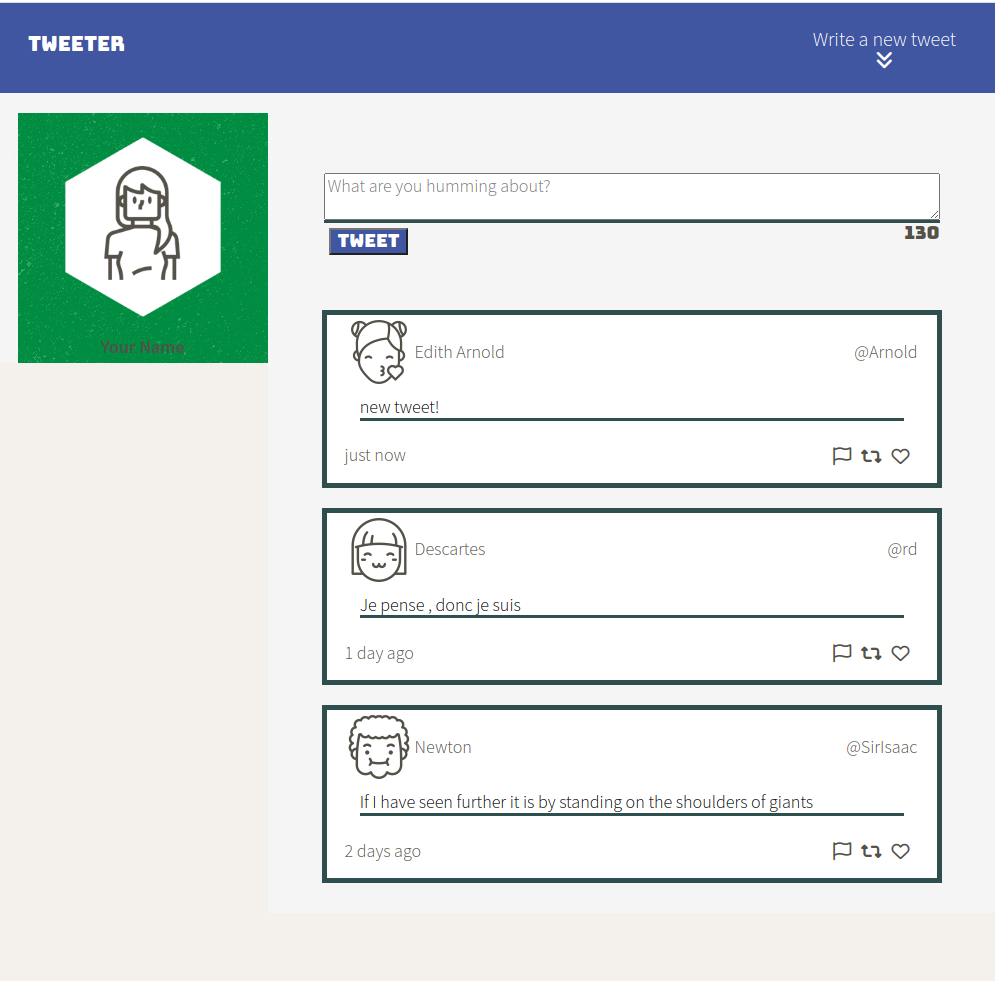 TWEETER
Write a new tweet
Your Name
What are you humming about?
TWEET
130
Edith Arnold
@Arnold
new tweet!
just now
Descartes
@rd
Je pense , donc je suis
1 day ago
Newton
@SirIsaac
If I have seen further it is by standing on the shoulders of giants
2 days ago